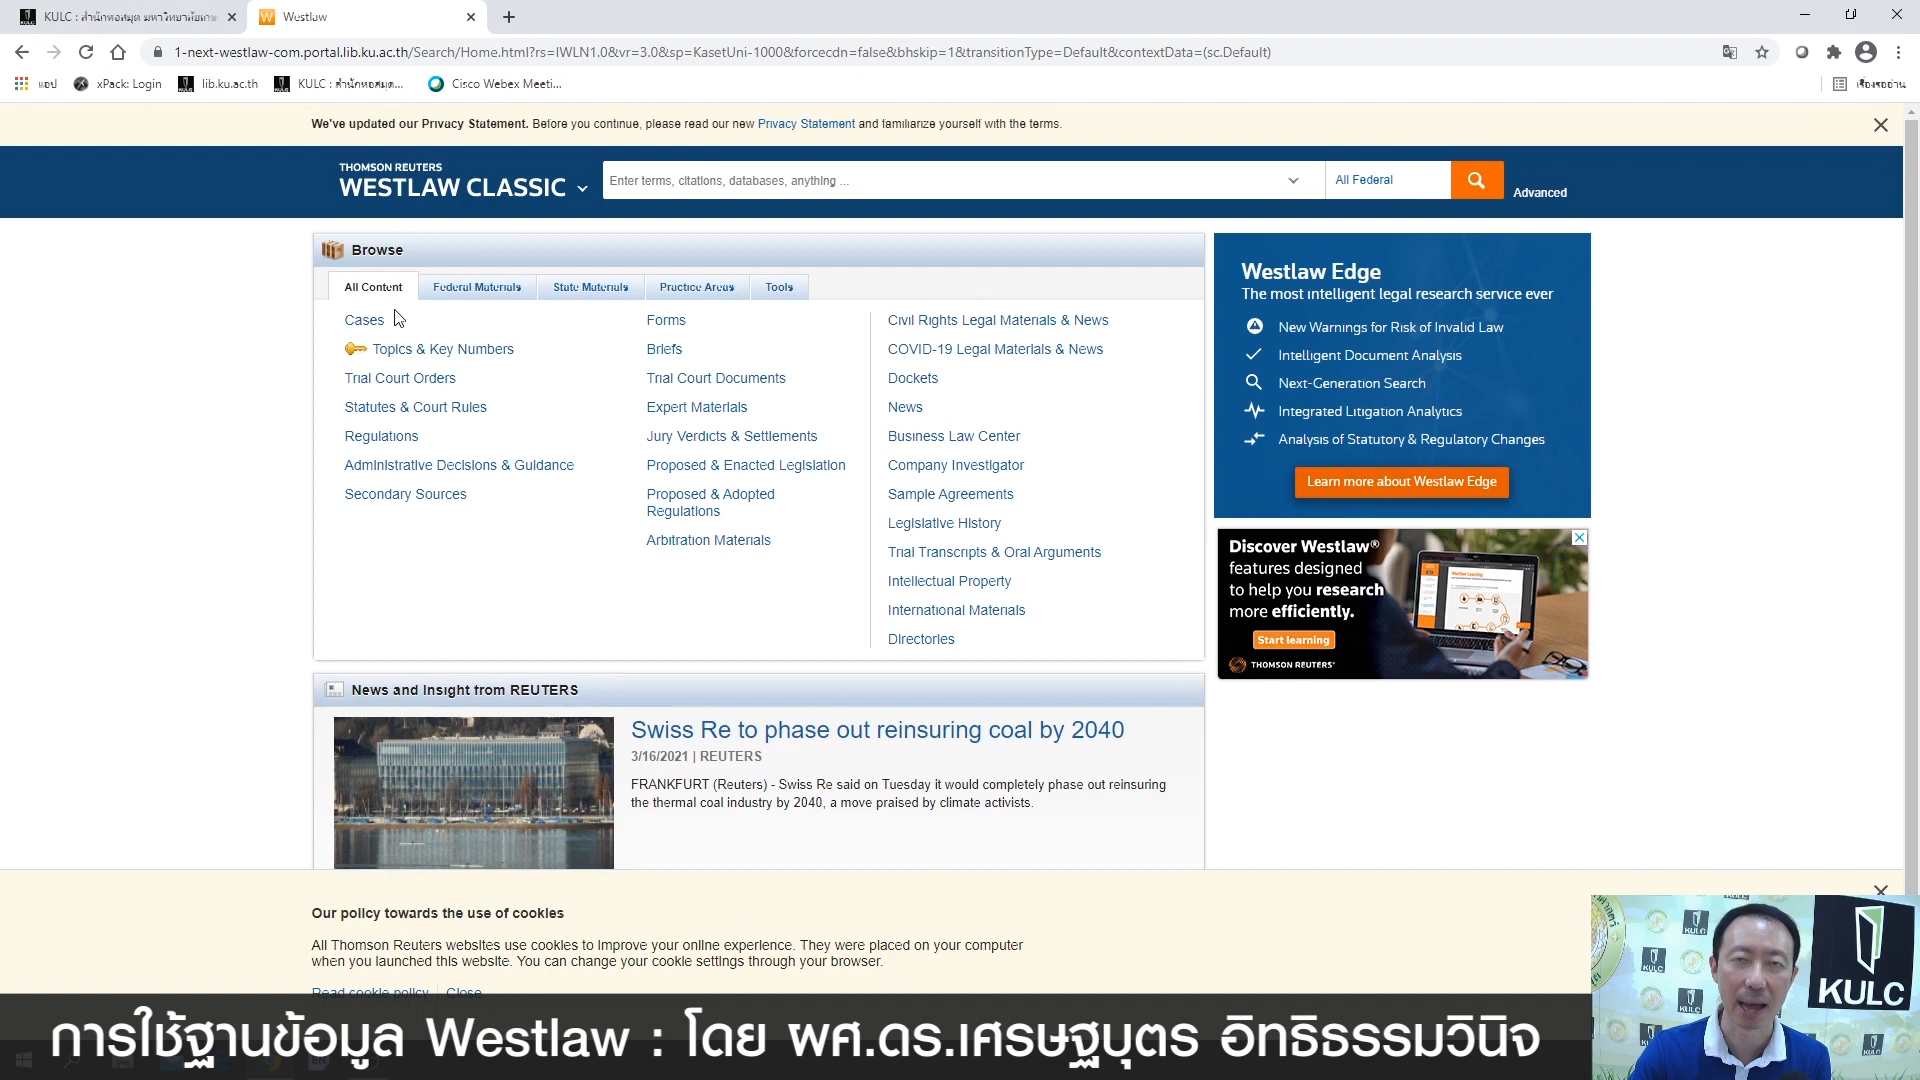 KULC : สำนักหอสมุด มหาวิทยาลัยเกษ
Westlaw
1-next-westlaw-com.portal.lib.ku.ac.th/Search/Home.html?rs=IWLN1.0&vr=3.0&sp=KasetUni-1000&forcecdn=false&bhskip=1&transitionType=Default&contextData=(sc.Default)
แอป xPack: Login lib.ku.ac.th KULC : สำนักหอสมุด... Cisco Webex Meeti...
We've updated our Privacy Statement. Before you continue, please read our new Privacy Statement and familiarize yourself with the terms.
THOMSON REUTERS
WESTLAW CLASSIC
Enter terms, citations, databases, anything ...
All Federal
Advanced
Browse
All Content Federal Materials State Materials Practice Areas Tools
Cases
Topics & Key Numbers
Trial Court Orders
Statutes & Court Rules
Regulations
Administrative Decisions & Guidance
Secondary Sources
Forms
Briefs
Trial Court Documents
Expert Materials
Jury Verdicts & Settlements
Proposed & Enacted Legislation
Proposed & Adopted
Regulations
Arbitration Materials
Civil Rights Legal Materials & News
COVID-19 Legal Materials & News
Dockets
News
Business Law Center
Company Investigator
Sample Agreements
Legislative History
Trial Transcripts & Oral Arguments
Intellectual Property
International Materials
Directories
Westlaw Edge
The most intelligent legal research service ever
New Warnings for Risk of Invalid Law
Intelligent Document Analysis
Next-Generation Search
Integrated Litigation Analytics
Analysis of Statutory & Regulatory Changes
Learn more about Westlaw Edge
Discover Westlaw®
features designed
to help you research
more efficiently.
Start learning
THOMSON REUTERS®
News and Insight from REUTERS
Swiss Re to phase out reinsuring coal by 2040
3/16/2021 | REUTERS
FRANKFURT (Reuters) - Swiss Re said on Tuesday it would completely phase out reinsuring
the thermal coal industry by 2040, a move praised by climate activists.
Our policy towards the use of cookies
All Thomson Reuters websites use cookies to improve your online experience. They were placed on your computer
when you launched this website. You can change your cookie settings through your browser.
Read cookie policy Close
การใช้ฐานข้อมูล Westlaw : โดย ผศ.ดร.เศรษฐบุตร อิทธิธรรมวินิจ
KULC
KULC
KULC